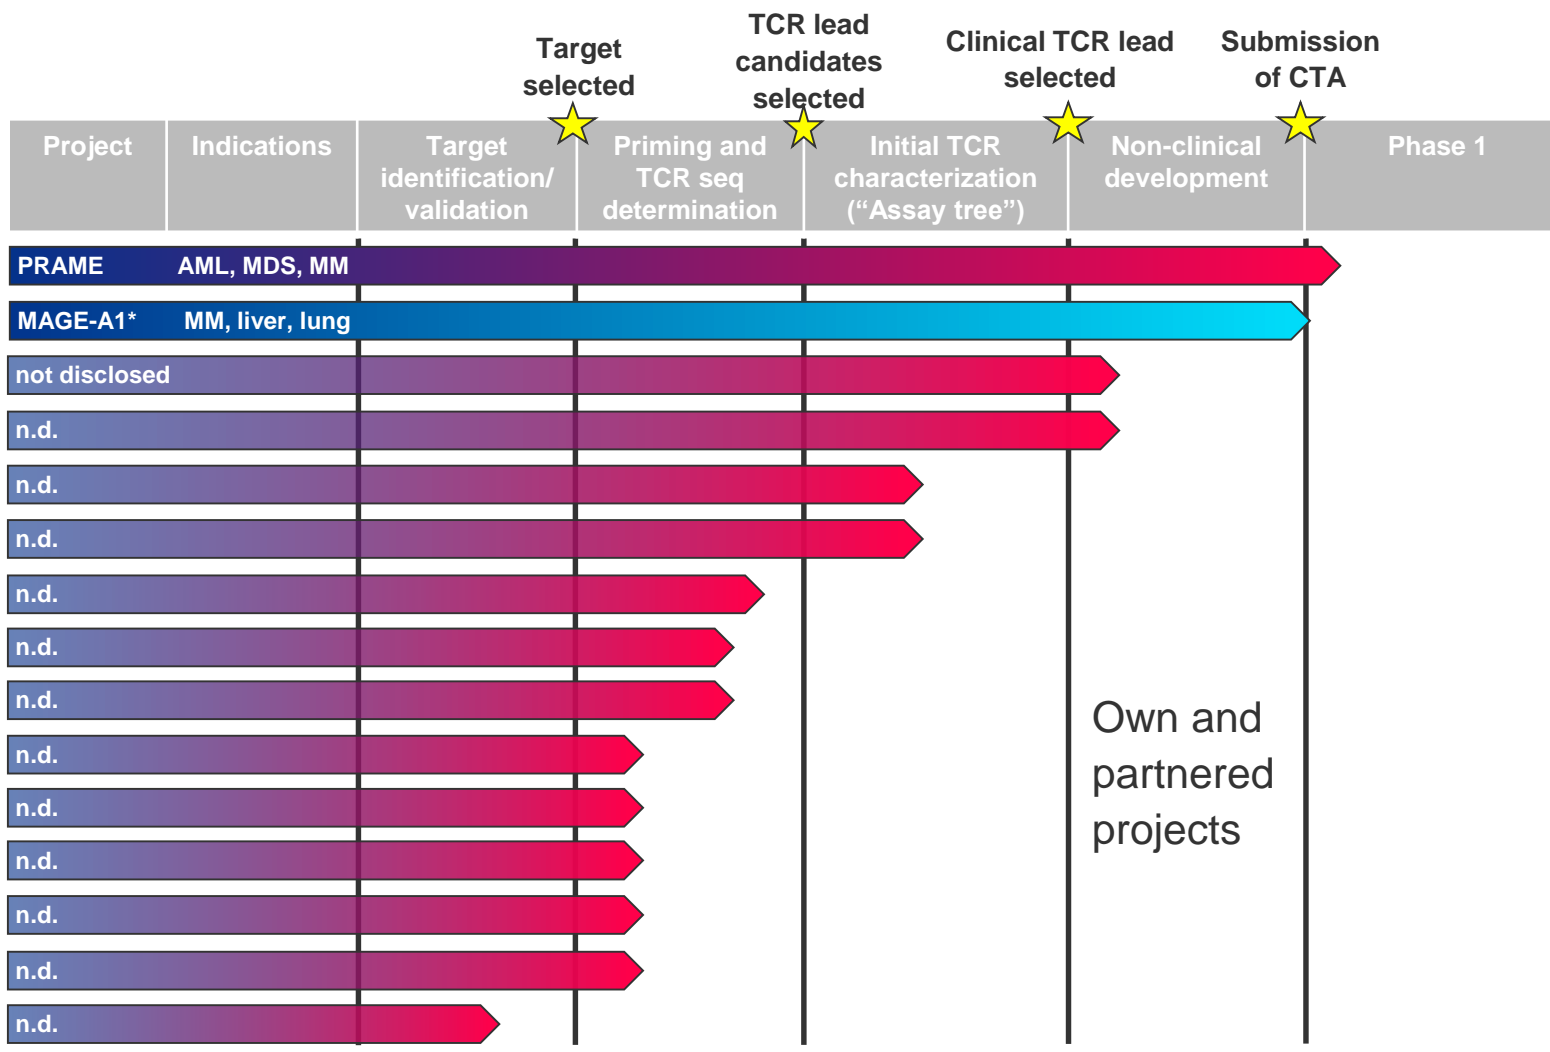 Target
selected
TCR lead
candidates
selected
Clinical TCR lead
selected
Submission
of CTA
Project
Indications
Target
identification/
validation
Priming and
TCR seq
determination
Initial TCR
characterization
(“Assay tree”)
Non-clinical
development
Phase 1
PRAME AML, MDS, MM
MAGE-A1* MM, liver, lung
not disclosed
n.d.
n.d.
n.d.
n.d.
n.d.
n.d.
n.d.
n.d.
n.d.
n.d.
n.d.
n.d.
Own and
partnered
projects